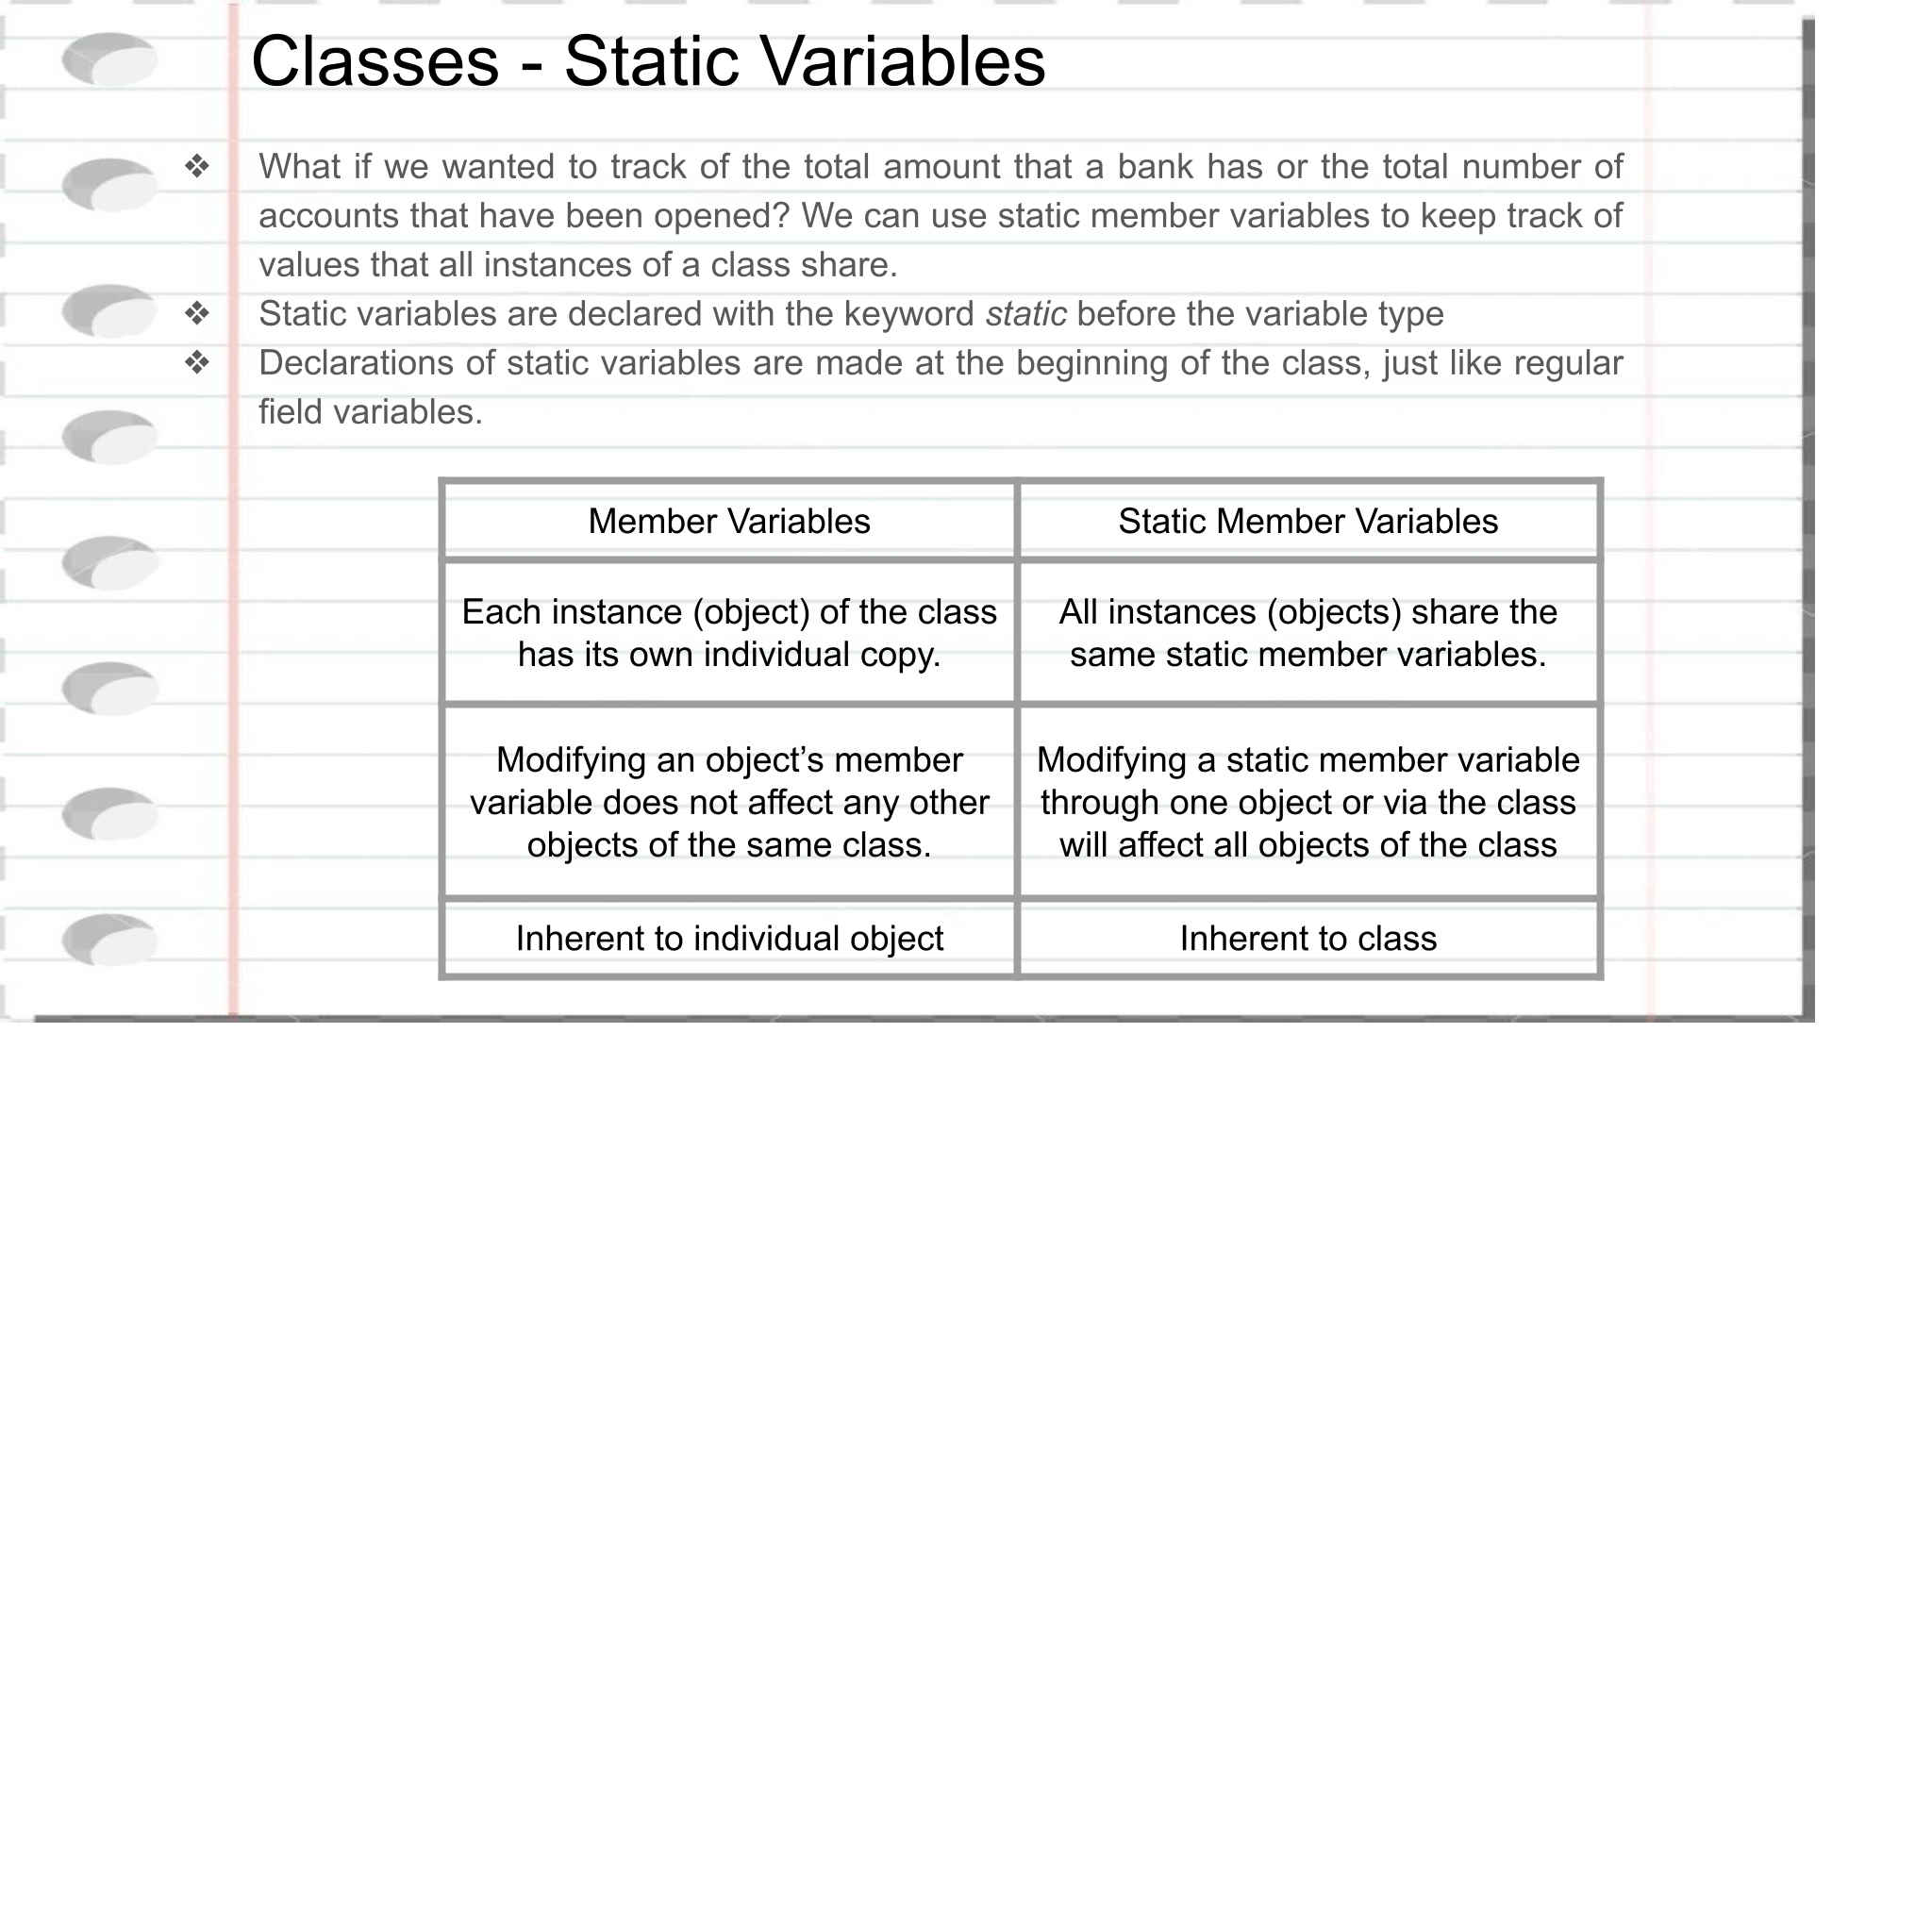 Classes - Static Variables
❖ What if we wanted to track of the total amount that a bank has or the total number of
accounts that have been opened? We can use static member variables to keep track of
values that all instances of a class share.
❖ Static variables are declared with the keyword static before the variable type
❖ Declarations of static variables are made at the beginning of the class, just like regular
field variables.
Member Variables
Static Member Variables
Each instance (object) of the class
has its own individual copy.
All instances (objects) share the
same static member variables.
Modifying an object’s member
variable does not affect any other
objects of the same class.
Modifying a static member variable
through one object or via the class
will affect all objects of the class
Inherent to individual object
Inherent to class